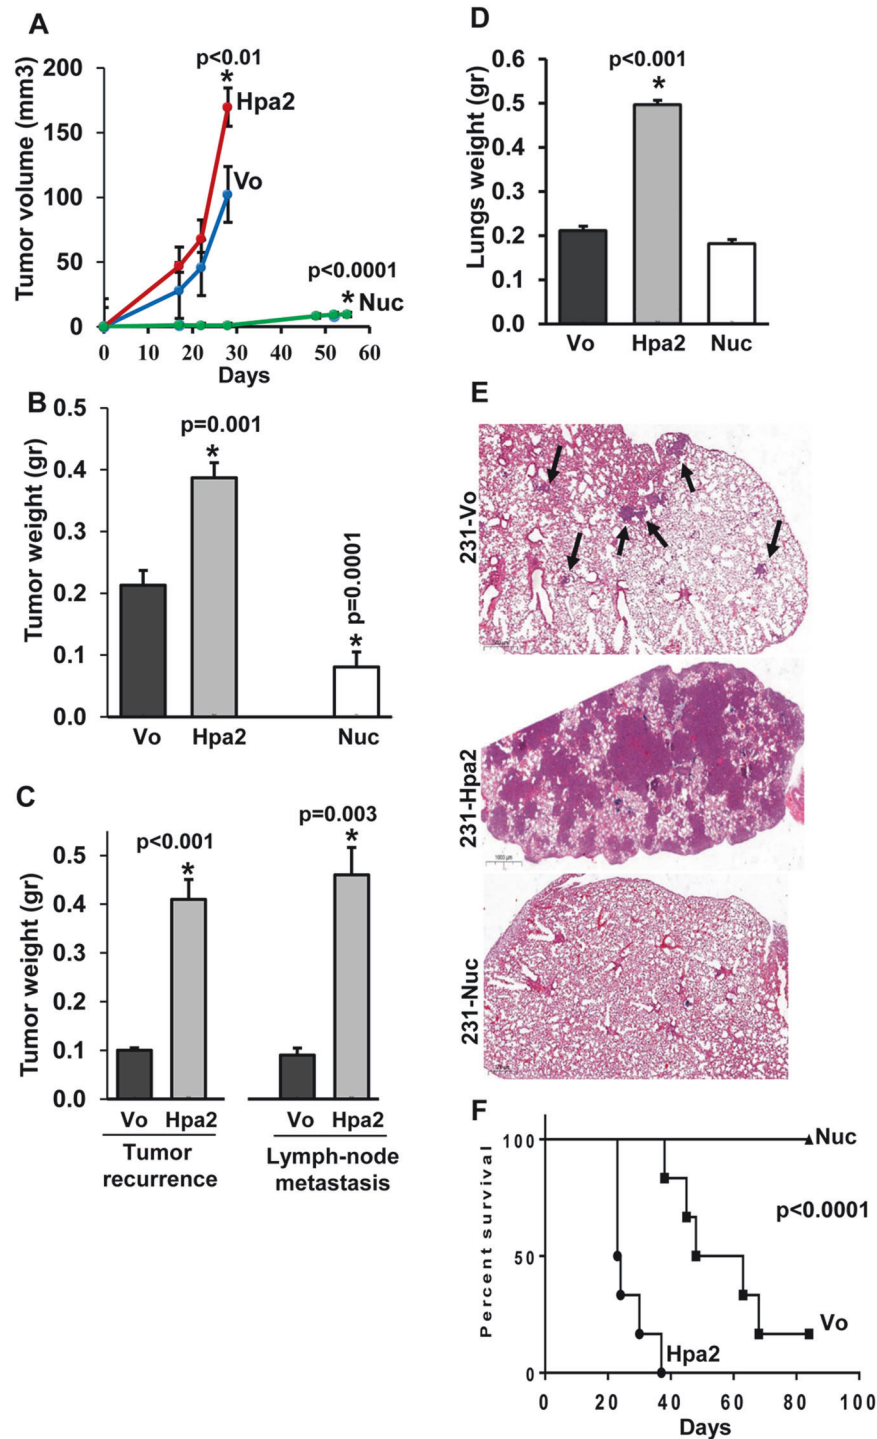 A
p<0.01
*
Hpa2
Vo
p<0.0001
* Nuc
Tumor volume (mm3)
200
150
100
50
0
0 10 20 30 40 50 60
Days
B
p=0.001
*
p=0.0001
*
Tumor weight (gr)
0.5
0.4
0.3
0.2
0.1
0.0
Vo Hpa2 Nuc
C
p<0.001
*
p=0.003
*
Tumor weight (gr)
0.5
0.4
0.3
0.2
0.1
0.0
Vo Hpa2 Vo Hpa2
Tumor recurrence
Lymph-node metastasis
D
p<0.001
*
Lungs weight (gr)
0.6
0.5
0.4
0.3
0.2
0.1
0.0
Vo Hpa2 Nuc
E
231-Vo
231-Hpa2
1000 µm
231-Nuc
F
Percent survival
100
50
0
Nuc
p<0.0001
Vo
Hpa2
0 20 40 60 80 100
Days